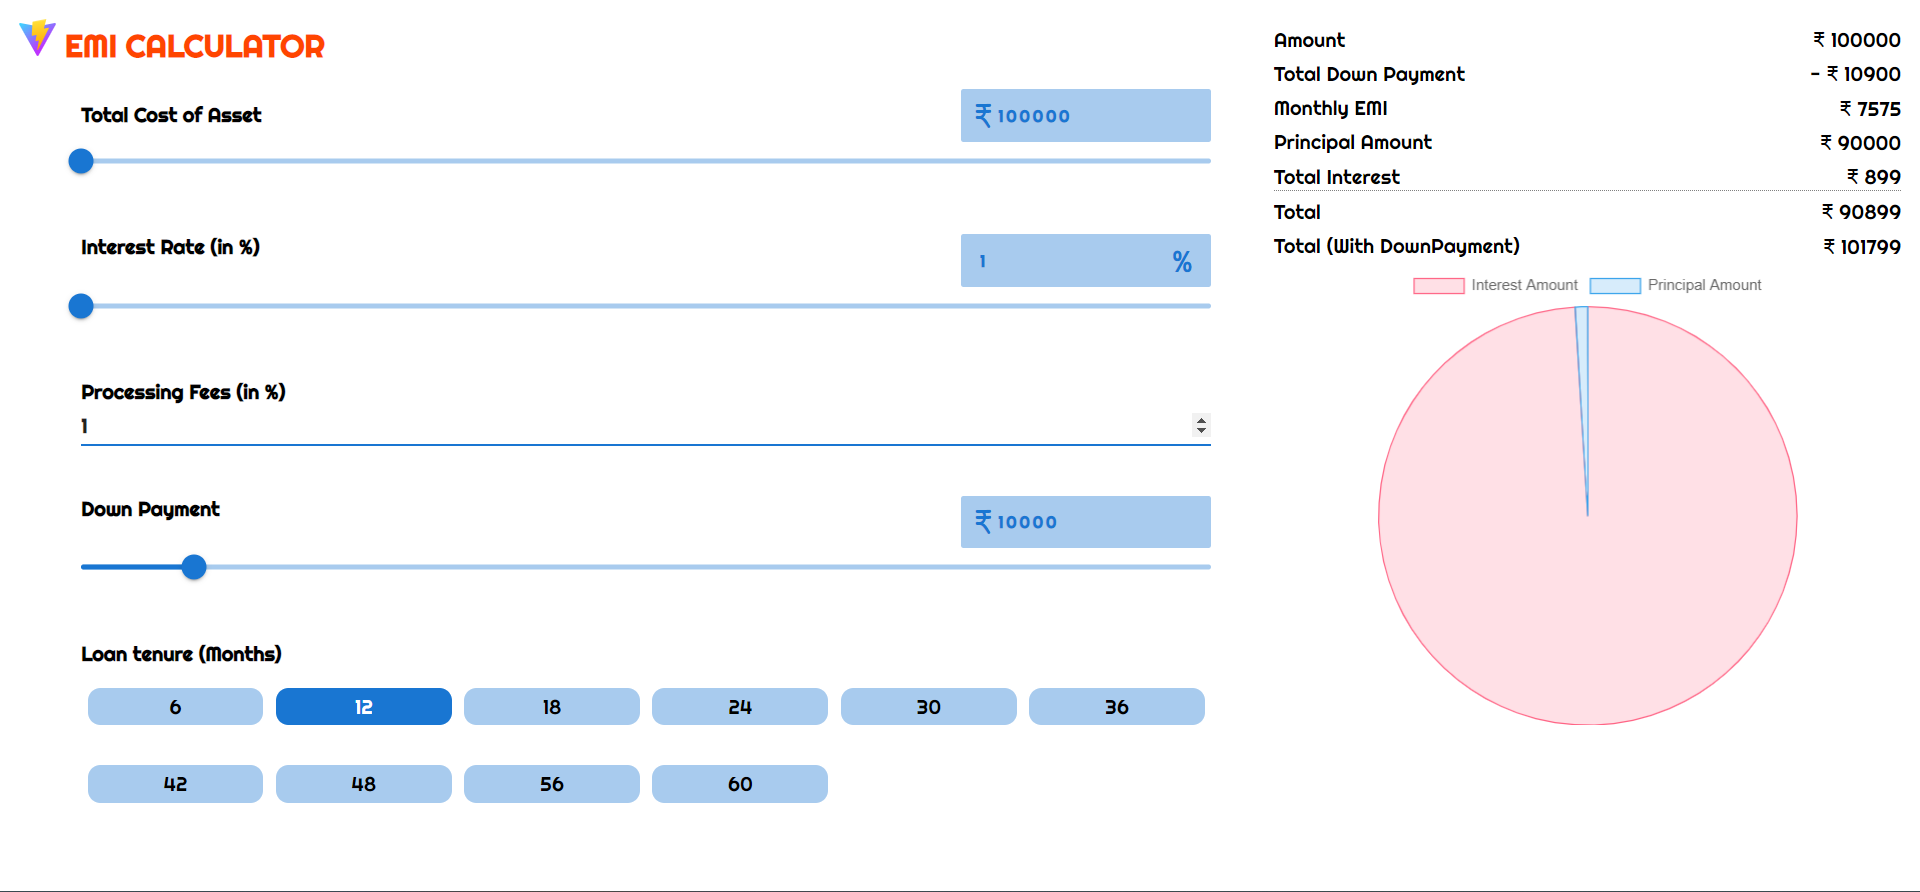 EMI CALCULATOR
Total Cost of Asset
₹ 100000
Interest Rate (in %)
1 %
Processing Fees (in %)
1
Down Payment
₹ 10000
Loan tenure (Months)
6 12 18 24 30 36
42 48 56 60
Amount ₹ 100000
Total Down Payment - ₹ 10900
Monthly EMI ₹ 7575
Principal Amount ₹ 90000
Total Interest ₹ 899
Total ₹ 90899
Total (With DownPayment) ₹ 101799
Interest Amount Principal Amount